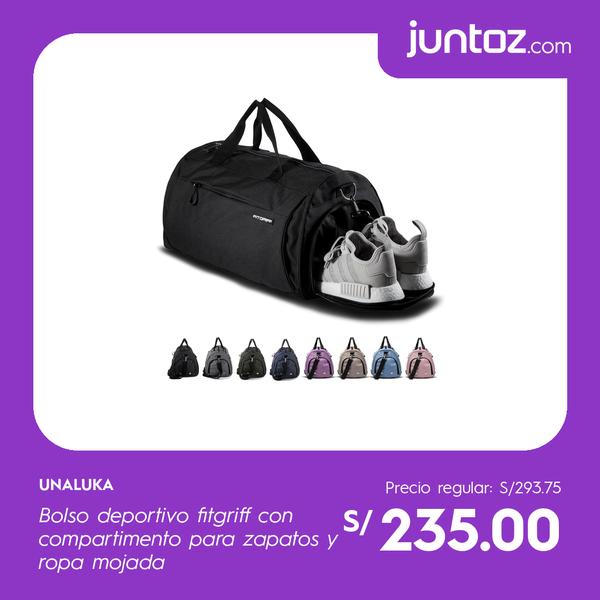 juntoz.com
FITGRIFF
UNALUKA
Bolso deportivo fitgriff con
compartimento para zapatos y
ropa mojada
Precio regular: S/293.75
S/ 235.00